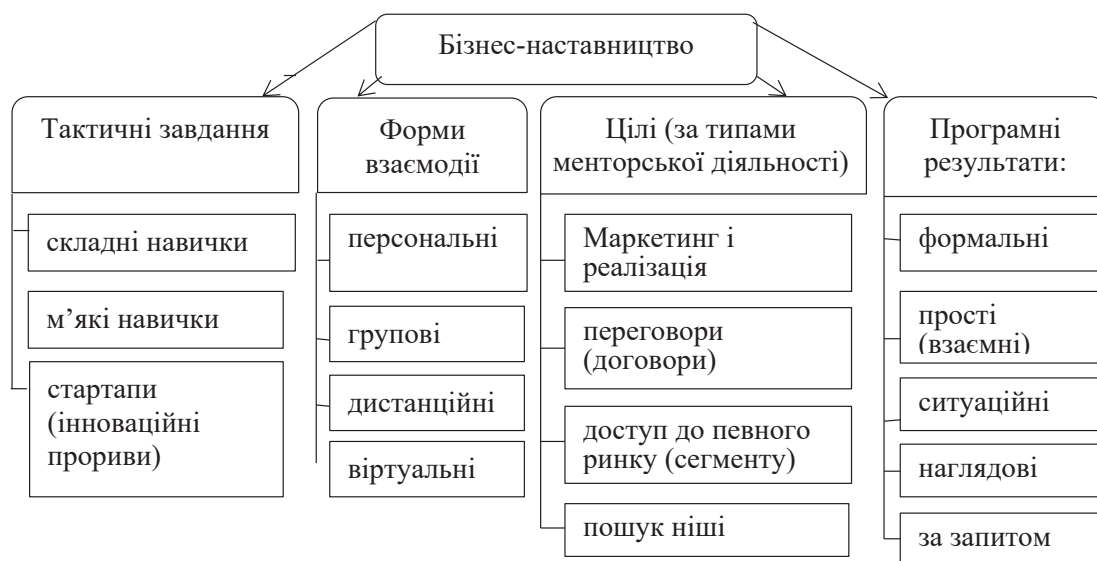 Бізнес-наставництво
Тактичні завдання
складні навички
м’які навички
стартапи
(інноваційні
прориви)
Форми
взаємодії
персональні
групові
дистанційні
віртуальні
Цілі (за типами
менторської діяльності)
Маркетинг і
реалізація
переговори
(договори)
доступ до певного
ринку (сегменту)
пошук ніші
Програмні
результати:
формальні
прості
(взаємні)
ситуаційні
наглядові
за запитом